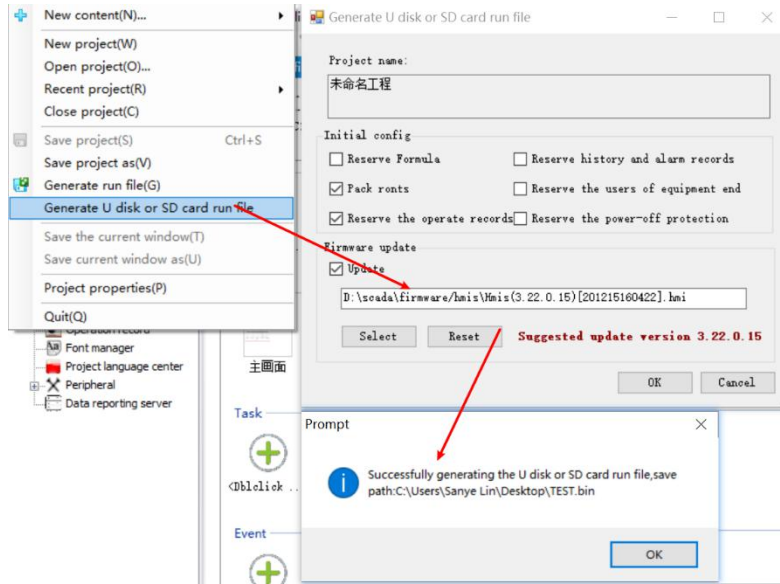 New content(N)...
New project(W)
Open project(O)...
Recent project(R)
Close project(C)
Save project(S) Ctrl+S
Save project as(V)
Generate run file(G)
Generate U disk or SD card run file
Save the current window(T)
Save current window as(U)
Project properties(P)
Quit(Q)
Operation record
Font manager
Project language center
Peripheral
Data reporting server
主画面
Task
<Dblclick ..
Event
Generate U disk or SD card run file
Project name:
未命名工程
Initial config
Reserve Formula
Reserve history and alarm records
Pack ronts
Reserve the users of equipment end
Reserve the operate records
Reserve the power-off protection
Firmware update
Update
D:\scada\firmware/hmis\Hmis(3.22.0.15)[201215160422].hmi
Select
Reset
Suggested update version 3.22.0.15
OK
Cancel
Prompt
Successfully generating the U disk or SD card run file,save
path:C:\Users\Sanye Lin\Desktop\TEST.bin
OK